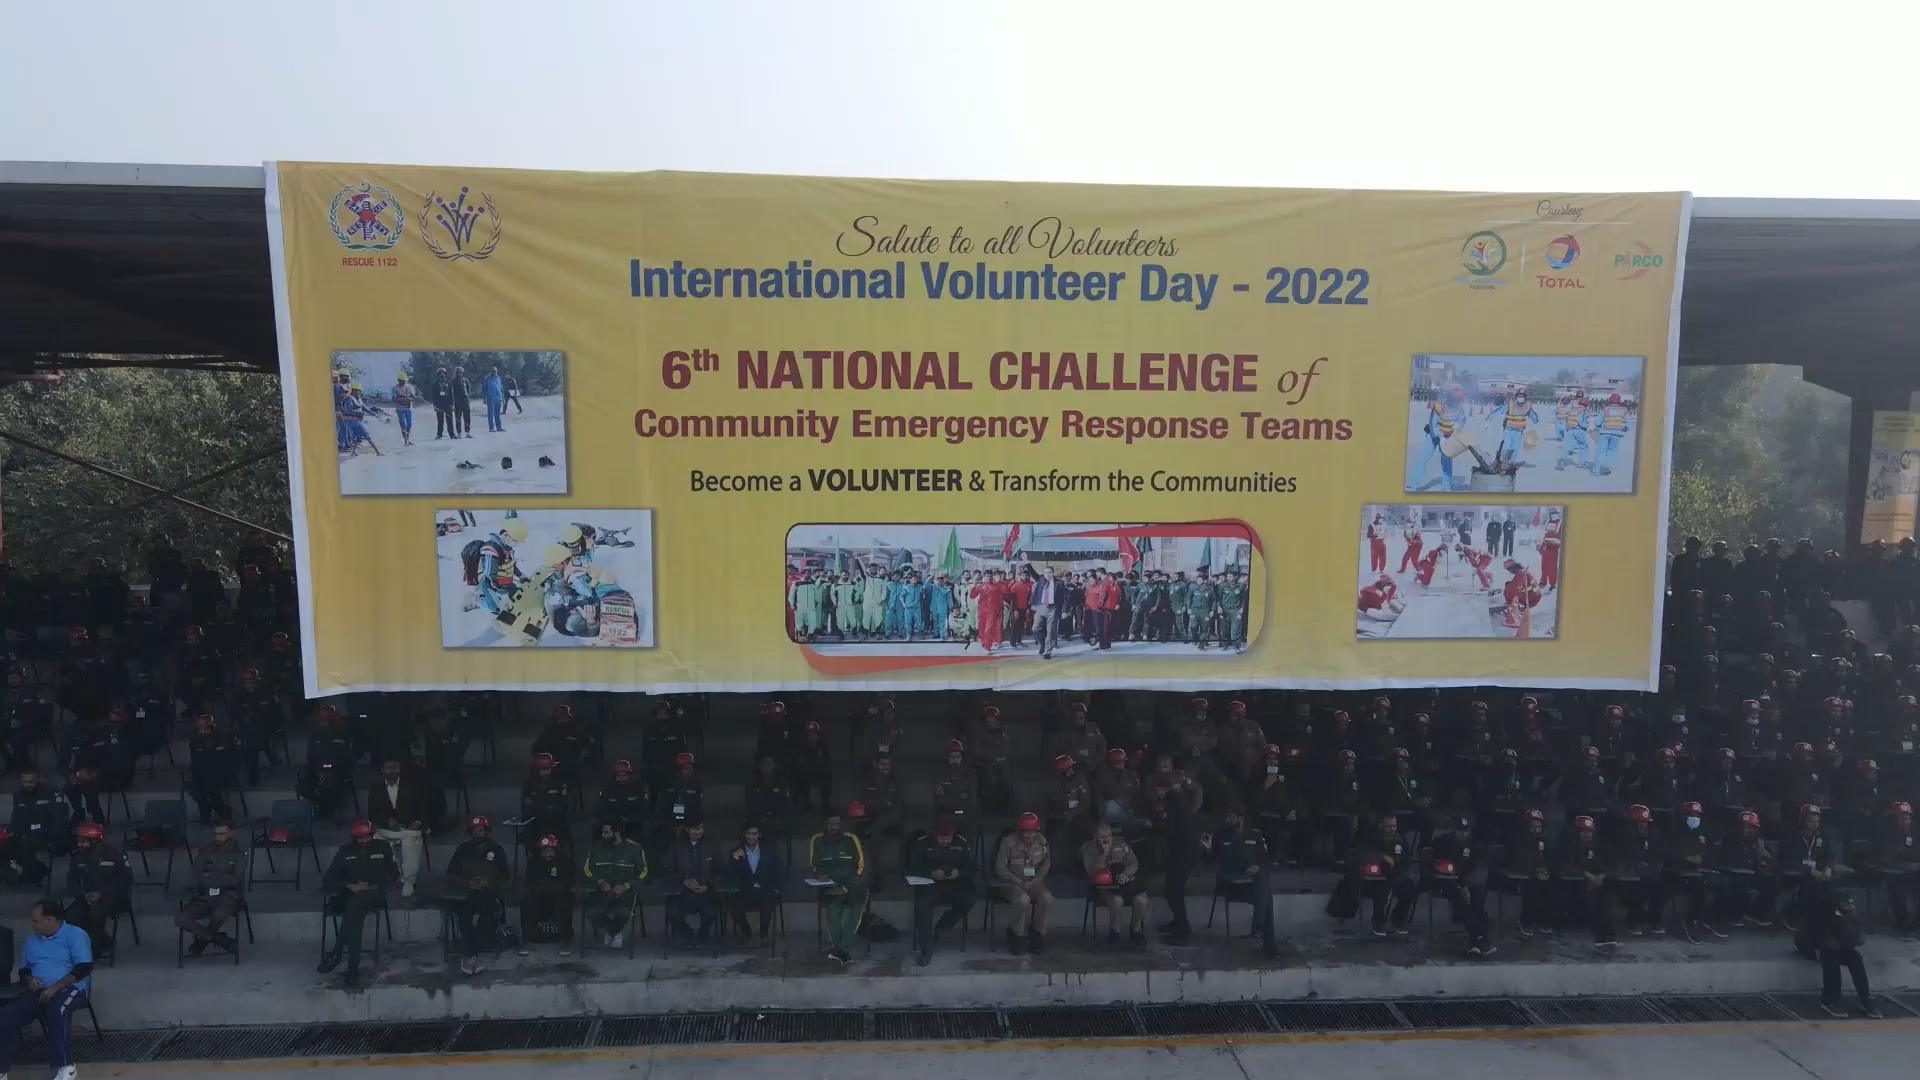 RESCUE 1122
Salute to all Volunteers
International Volunteer Day - 2022
Courtesy
TOTAL
PARCO
6th NATIONAL CHALLENGE of
Community Emergency Response Teams
Become a VOLUNTEER & Transform the Communities
RESCUE
1122